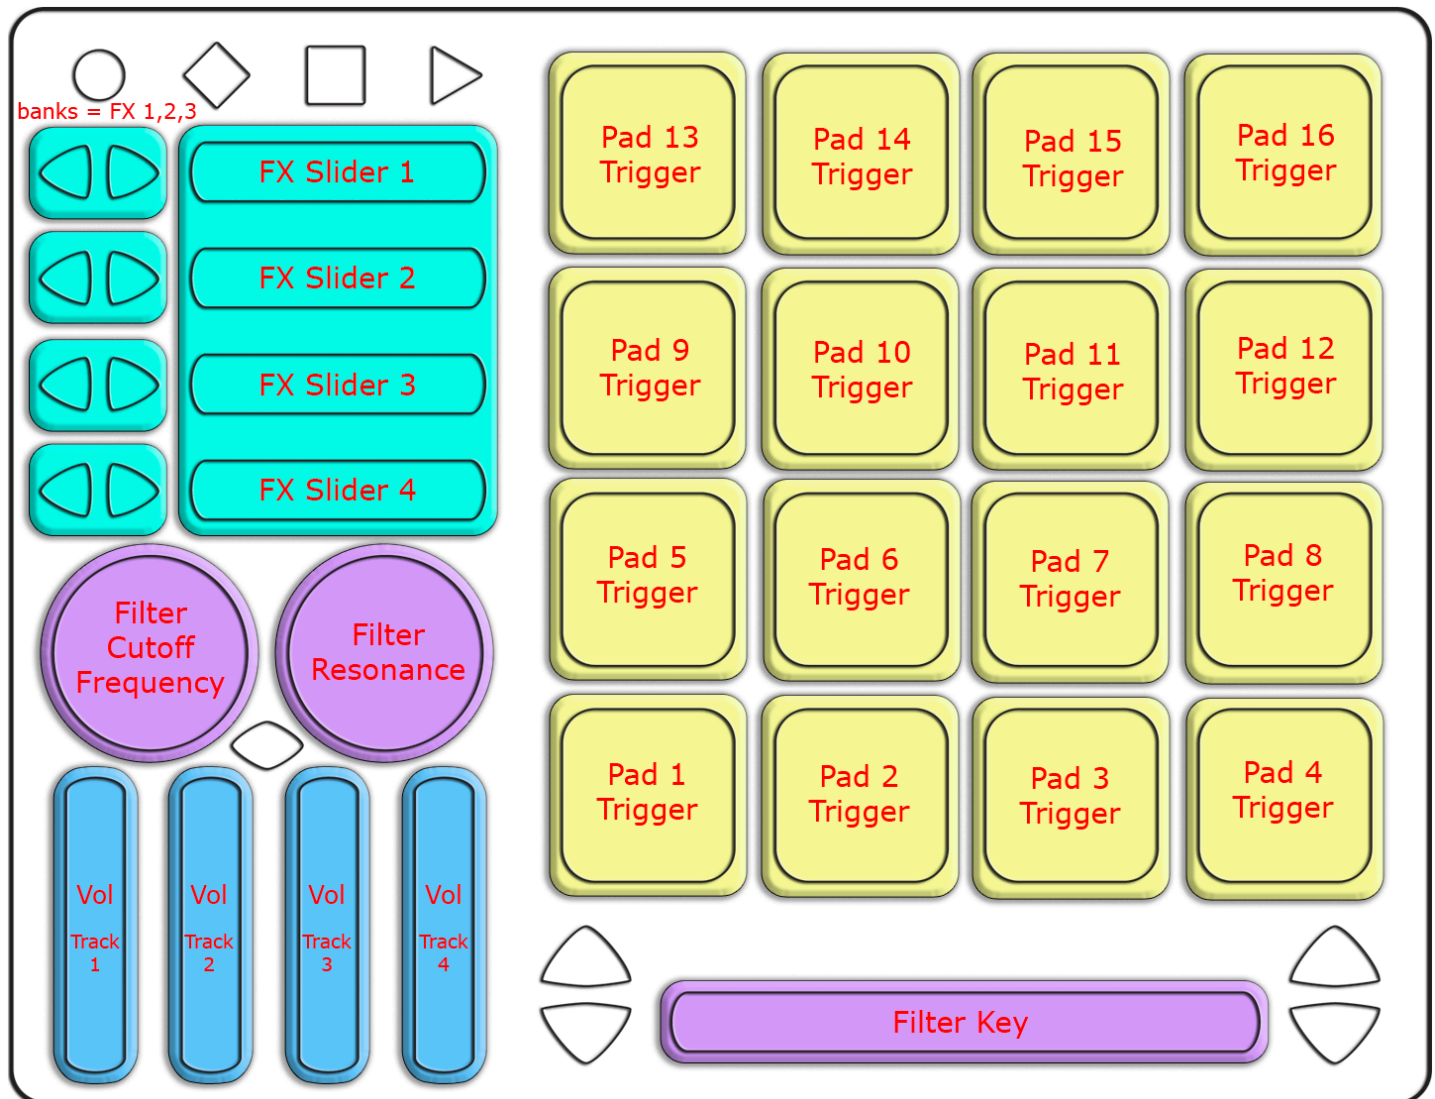 banks = FX 1,2,3
FX Slider 1
FX Slider 2
FX Slider 3
FX Slider 4
Filter
Cutoff
Frequency
Filter
Resonance
Vol
Track
1
Vol
Track
2
Vol
Track
3
Vol
Track
4
Pad 13
Trigger
Pad 14
Trigger
Pad 15
Trigger
Pad 16
Trigger
Pad 9
Trigger
Pad 10
Trigger
Pad 11
Trigger
Pad 12
Trigger
Pad 5
Trigger
Pad 6
Trigger
Pad 7
Trigger
Pad 8
Trigger
Pad 1
Trigger
Pad 2
Trigger
Pad 3
Trigger
Pad 4
Trigger
Filter Key